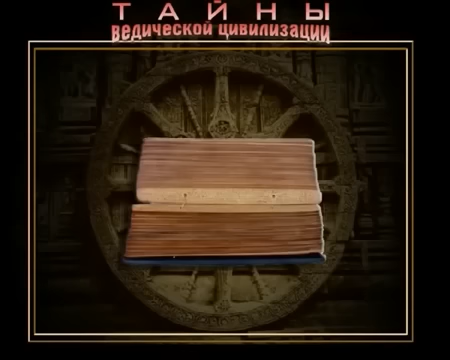 ТАЙНЫ
ведической цивилизации